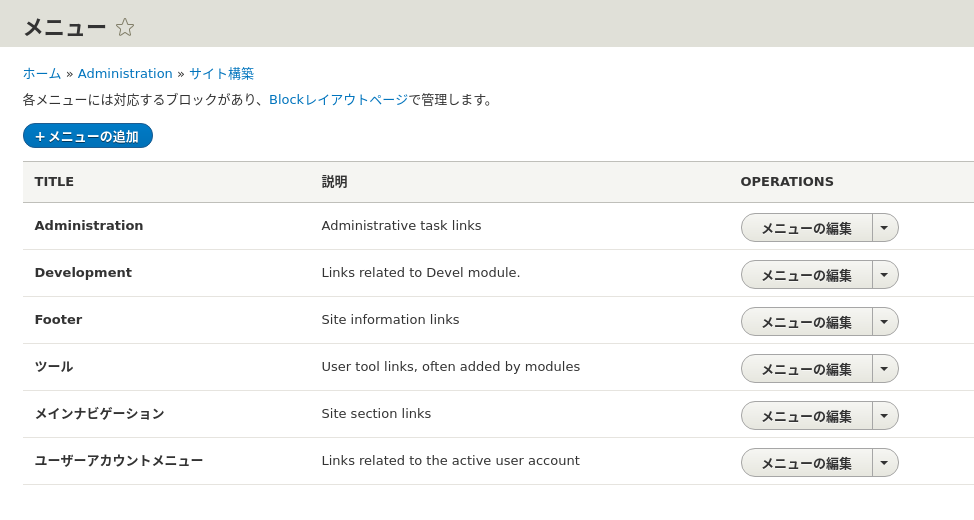 メニュー
ホーム » Administration » サイト構築
各メニューには対応するブロックがあり、Blockレイアウトページで管理します。
+ メニューの追加
TITLE 説明 OPERATIONS
Administration Administrative task links メニューの編集
Development Links related to Devel module. メニューの編集
Footer Site information links メニューの編集
ツール User tool links, often added by modules メニューの編集
メインナビゲーション Site section links メニューの編集
ユーザーアカウントメニュー Links related to the active user account メニューの編集